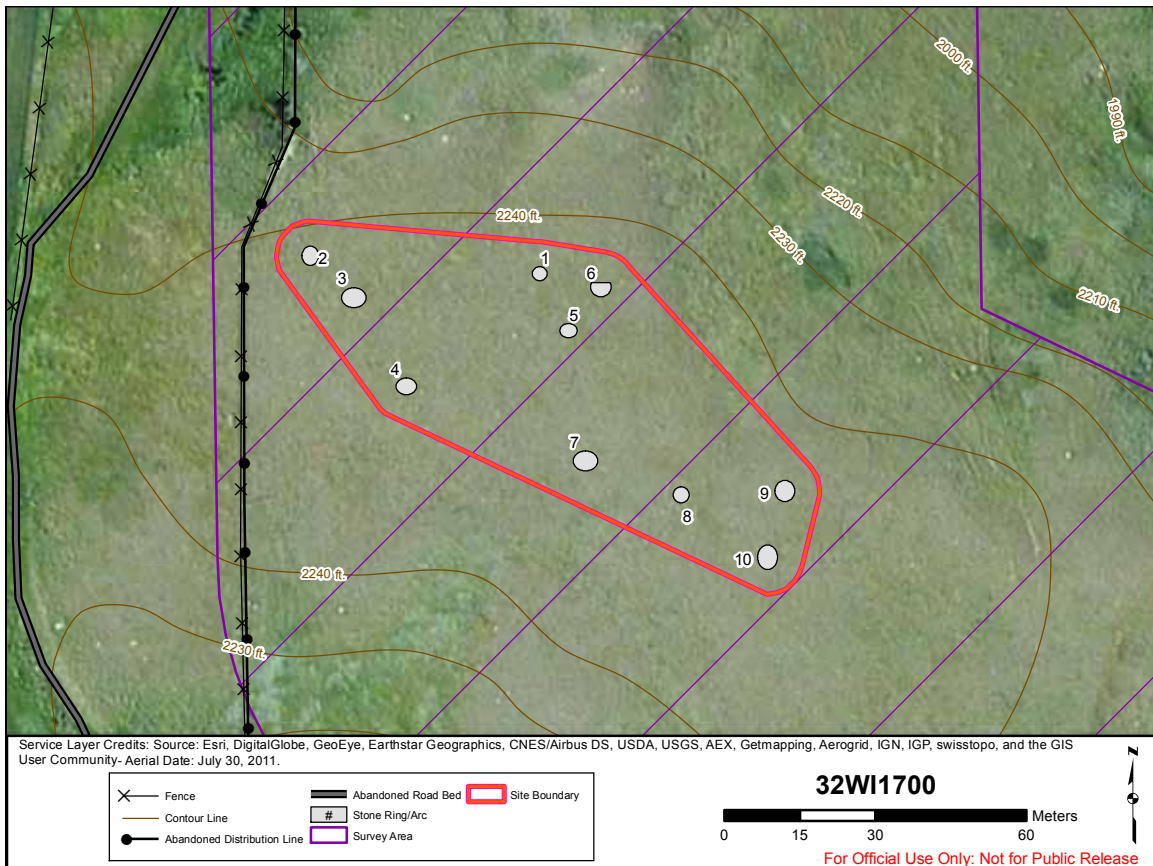 2000 ft.
1990 ft.
2220 ft.
2240 ft.
2230 ft.
2210 ft.
2
3
1
6
5
4
7
8
9
10
2240 ft.
2230 ft.
Service Layer Credits: Source: Esri, DigitalGlobe, GeoEye, Earthstar Geographics, CNES/Airbus DS, USDA, USGS, AEX, Getmapping, Aerogrid, IGN, IGP, swisstopo, and the GIS
User Community- Aerial Date: July 30, 2011.
Fence
Contour Line
Abandoned Distribution Line
Abandoned Road Bed
# Stone Ring/Arc
Survey Area
Site Boundary
32WI1700
Meters
0 15 30 60
N
For Official Use Only: Not for Public Release